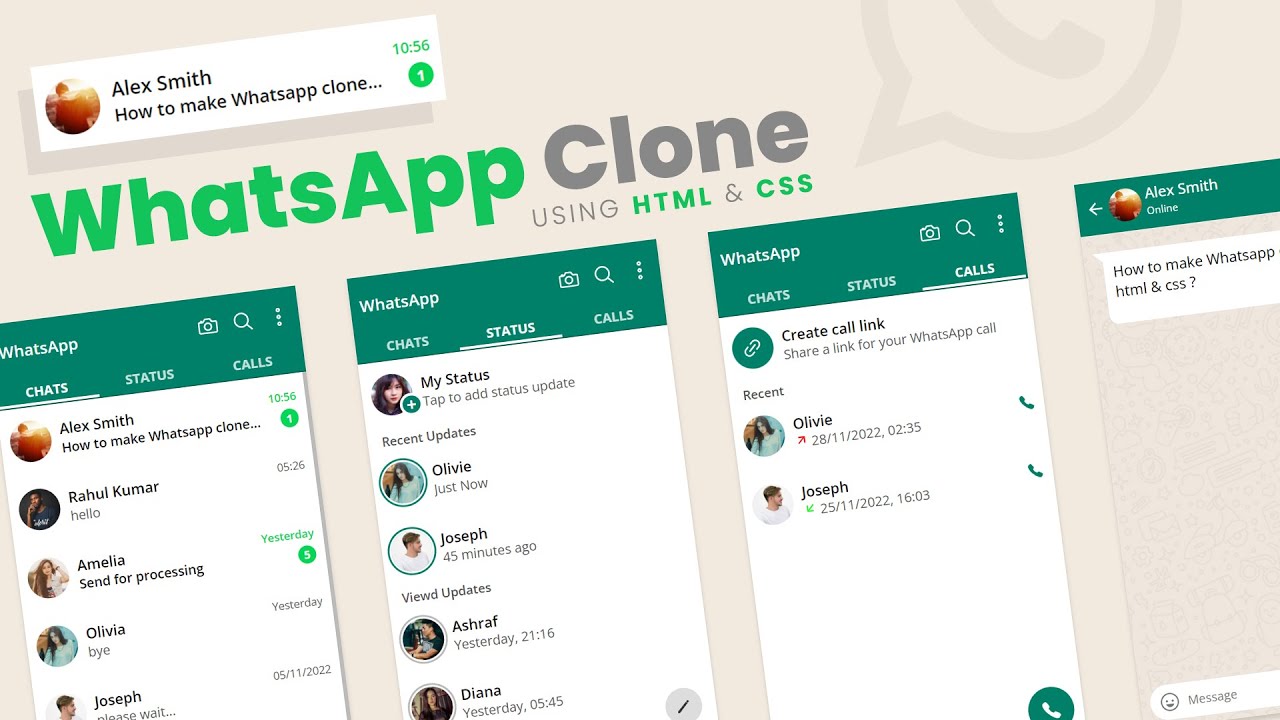 10:56
Alex Smith
How to make Whatsapp clone...
1
WhatsApp Clone
USING HTML & CSS
WhatsApp
CHATS STATUS CALLS
Alex Smith 10:56
How to make Whatsapp clone... 1
Rahul Kumar 05:26
hello
Amelia Yesterday
Send for processing 5
Olivia Yesterday
bye
Joseph 05/11/2022
please wait...
WhatsApp
CHATS STATUS CALLS
My Status
Tap to add status update
Recent Updates
Olivie
Just Now
Joseph
45 minutes ago
Viewd Updates
Ashraf
Yesterday, 21:16
Diana
Yesterday, 05:45
WhatsApp
CHATS STATUS CALLS
Create call link
Share a link for your WhatsApp call
Recent
Olivie
28/11/2022, 02:35
Joseph
25/11/2022, 16:03
Alex Smith
Online
How to make Whatsapp
html & css ?
Message